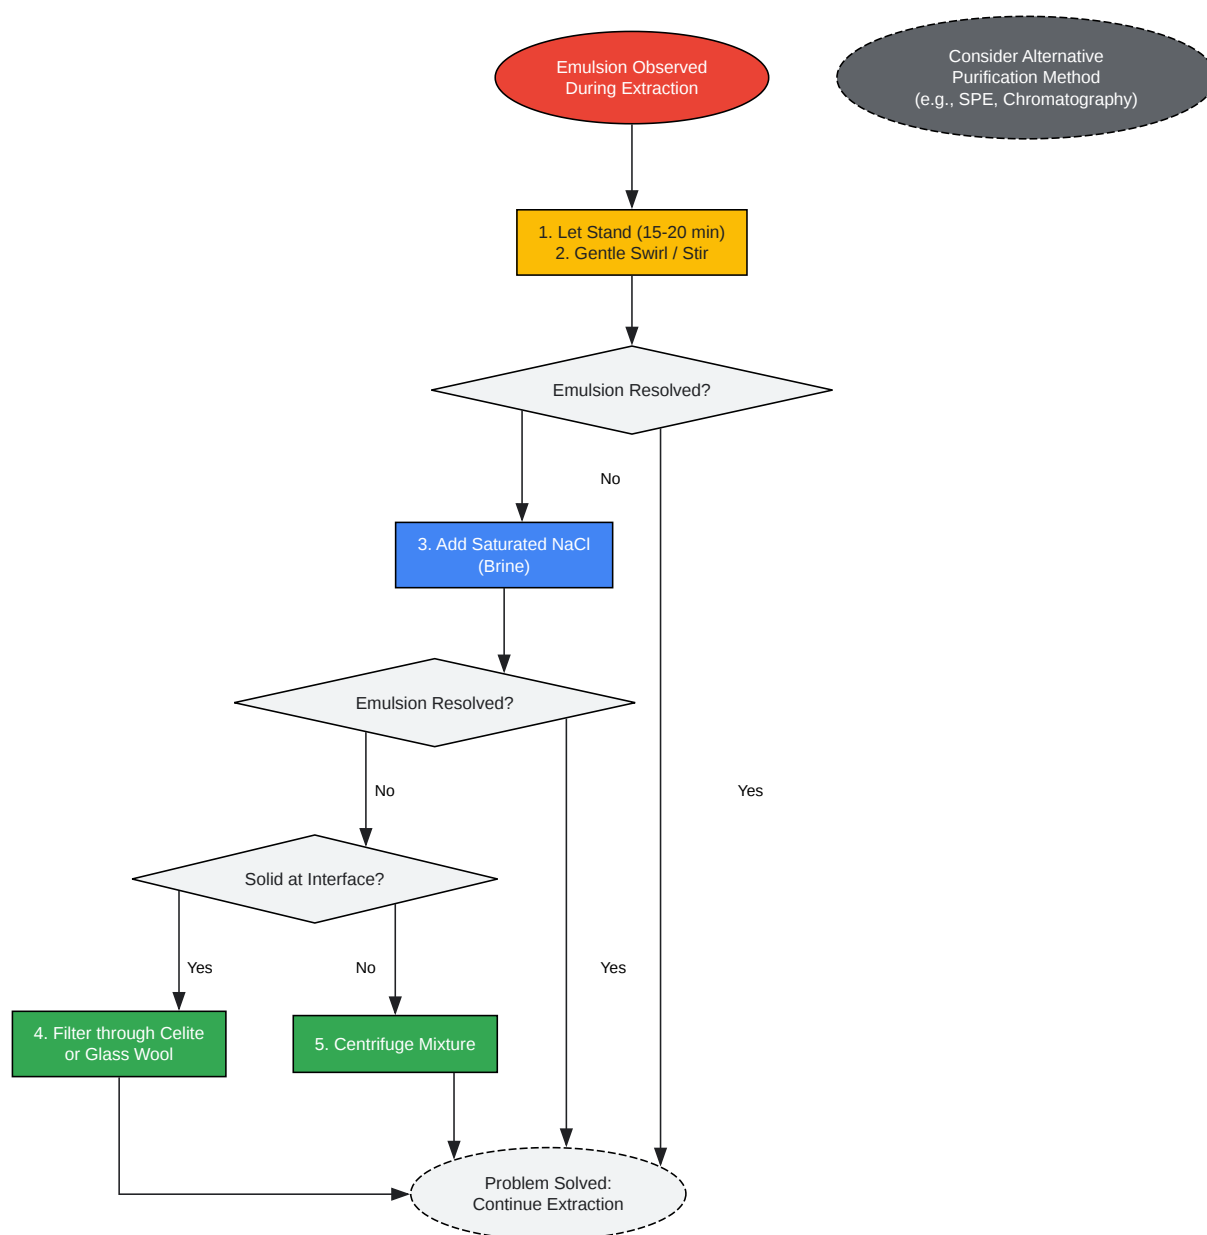 Emulsion Observed
During Extraction
Consider Alternative
Purification Method
(e.g., SPE, Chromatography)
1. Let Stand (15-20 min)
2. Gentle Swirl / Stir
Emulsion Resolved?
No
3. Add Saturated NaCl
(Brine)
Emulsion Resolved?
No
Yes
Solid at Interface?
Yes
No
Yes
4. Filter through Celite
or Glass Wool
5. Centrifuge Mixture
Problem Solved:
Continue Extraction